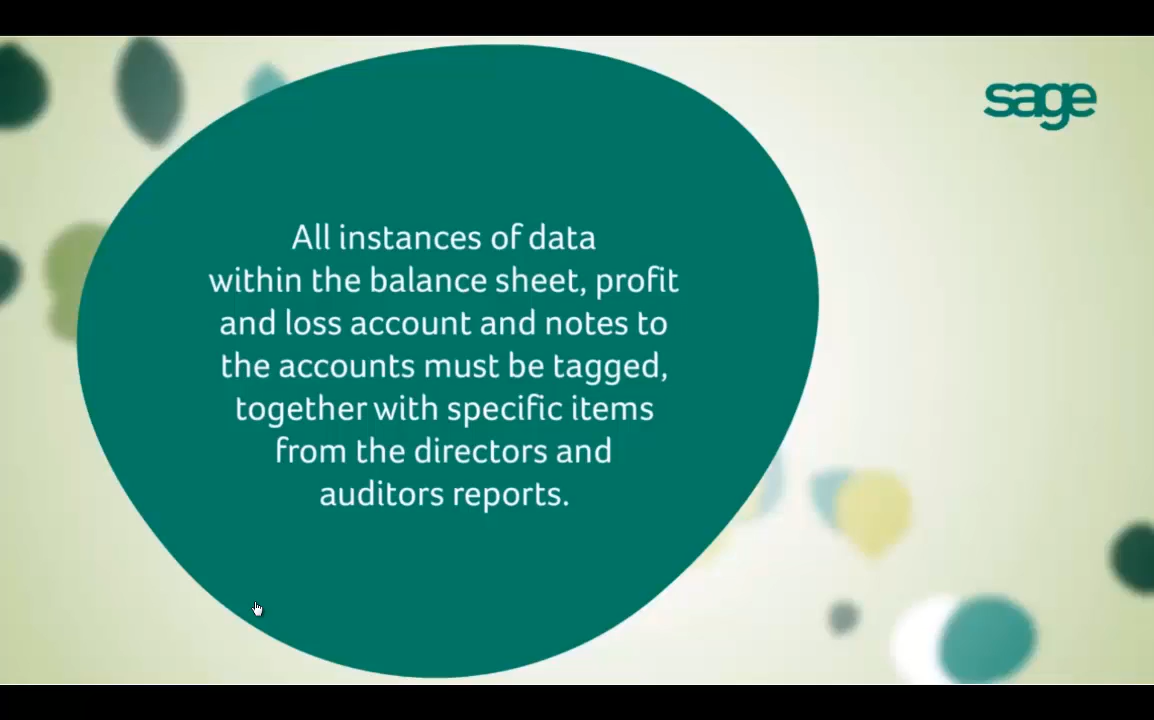 sage
All instances of data
within the balance sheet, profit
and loss account and notes to
the accounts must be tagged,
together with specific items
from the directors and
auditors reports.